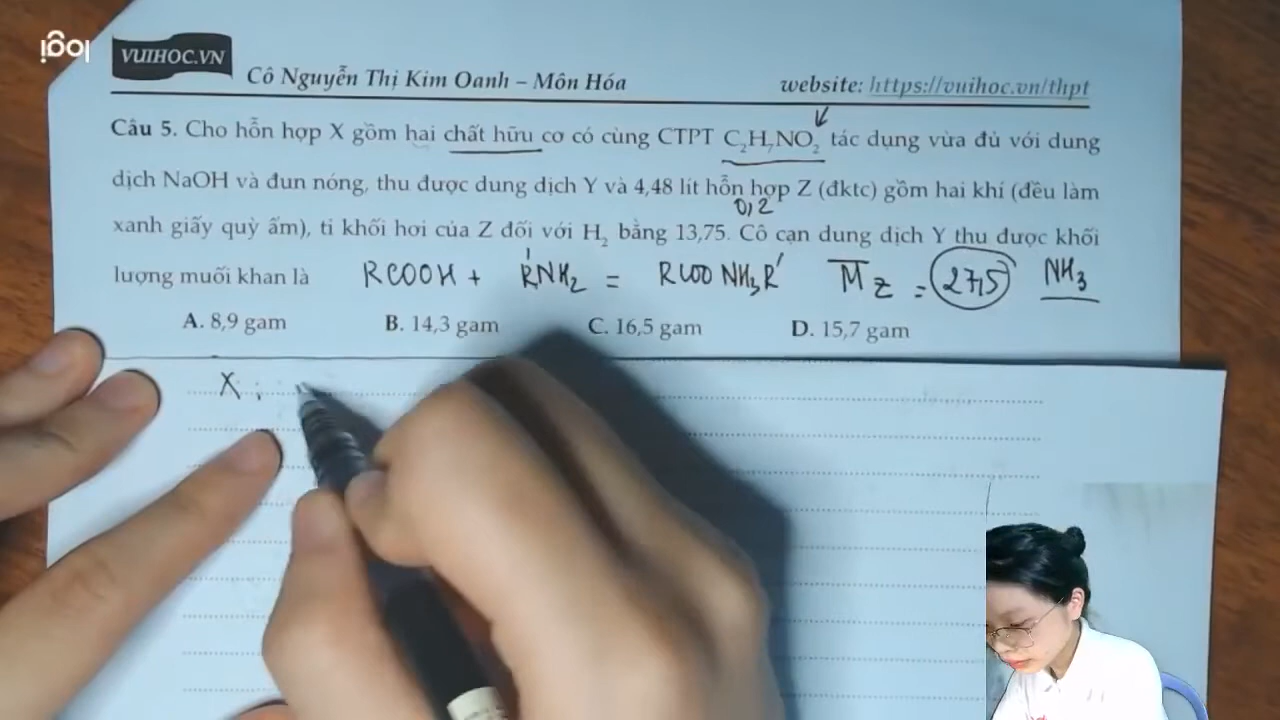 logi
VUIHOC.VN
Cô Nguyễn Thị Kim Oanh – Môn Hóa
website: https://vuihoc.vn/thpt
Câu 5. Cho hỗn hợp X gồm hai chất hữu cơ có cùng CTPT C₂H₇NO₂ tác dụng vừa đủ với dung
dịch NaOH và đun nóng, thu được dung dịch Y và 4,48 lít hỗn hợp Z (đktc) gồm hai khí (đều làm
0,2
xanh giấy quỳ ấm), tỉ khối hơi của Z đối với H₂ bằng 13,75. Cô cạn dung dịch Y thu được khối
lượng muối khan là
RCOOH + R'NH₂ = RCOONH₃R' M̅_Z = 27,5 NH₃
A. 8,9 gam B. 14,3 gam C. 16,5 gam D. 15,7 gam
X :